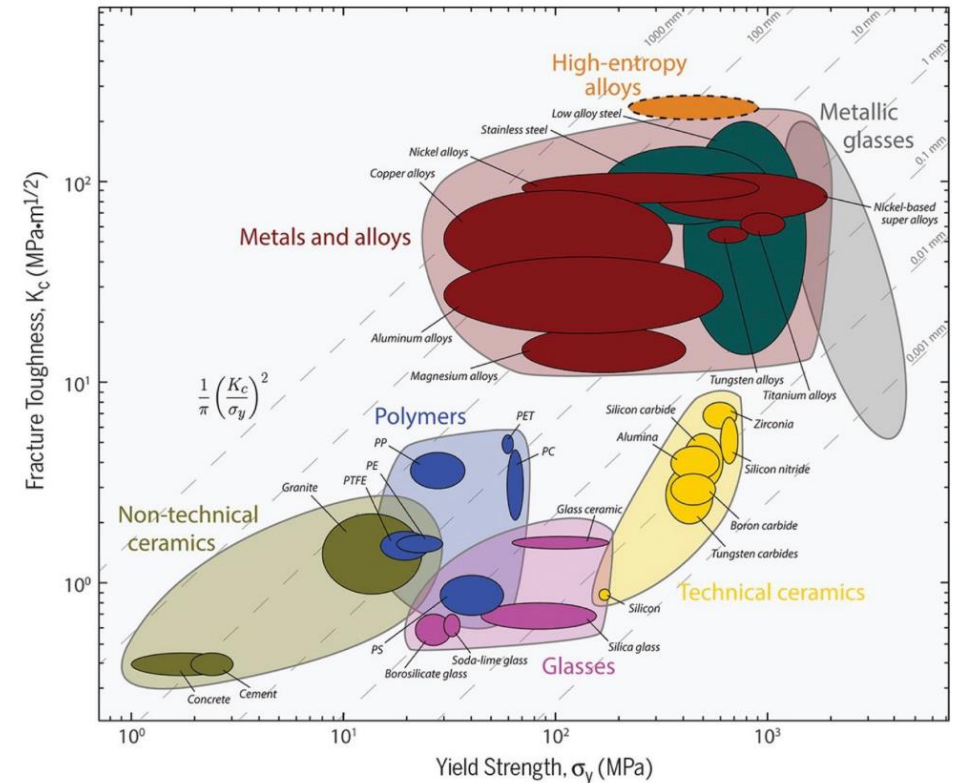 1000 mm
100 mm
10 mm
1 mm
0.1 mm
0.01 mm
0.001 mm
High-entropy
alloys
Low alloy steel
Metallic
glasses
Stainless steel
Nickel alloys
Copper alloys
Nickel-based
super alloys
Metals and alloys
Aluminum alloys
Magnesium alloys
Tungsten alloys
Titanium alloys
1/π (Kc/σy)²
Polymers
PET
PP
PC
PE
PTFE
Granite
Silicon carbide
Zirconia
Alumina
Silicon nitride
Glass ceramic
Boron carbide
Tungsten carbides
Non-technical
ceramics
Technical ceramics
Silicon
PS
Silica glass
Soda-lime glass
Borosilicate glass
Glasses
Cement
Concrete
Fracture Toughness, Kc (MPa•m1/2)
10²
10¹
10⁰
10⁰
10¹
10²
10³
Yield Strength, σy (MPa)